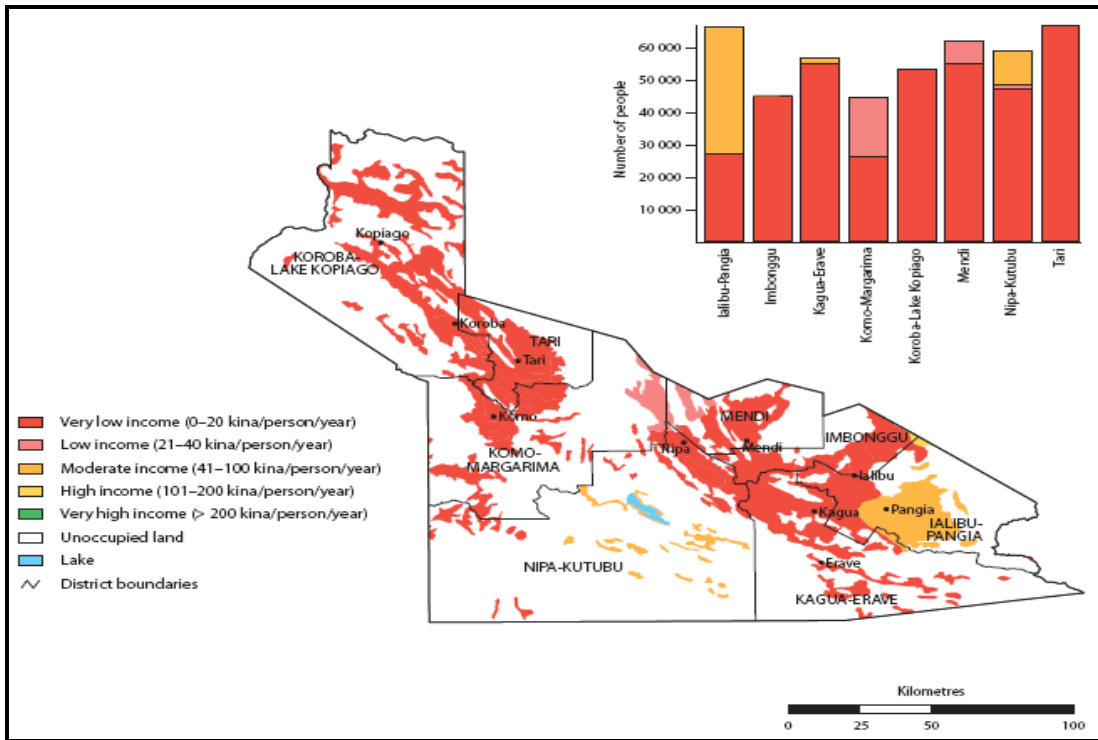 60 000
50 000
40 000
30 000
20 000
10 000
Number of people
Ialibu-Pangia
Imbonggu
Kagua-Erave
Komo-Margarima
Koroba-Lake Kopiago
Mendi
Nipa-Kutubu
Tari
Kopiago
KOROBA-
LAKE KOPIAGO
Koroba
TARI
Tari
Komo
KOMO-
MARGARIMA
MENDI
Mendi
Nipa
IMBONGGU
Ialibu
Kagua
Pangia
IALIBU-
PANGIA
NIPA-KUTUBU
Erave
KAGUA-ERAVE
Very low income (0–20 kina/person/year)
Low income (21–40 kina/person/year)
Moderate income (41–100 kina/person/year)
High income (101–200 kina/person/year)
Very high income (> 200 kina/person/year)
Unoccupied land
Lake
District boundaries
Kilometres
0 25 50 100